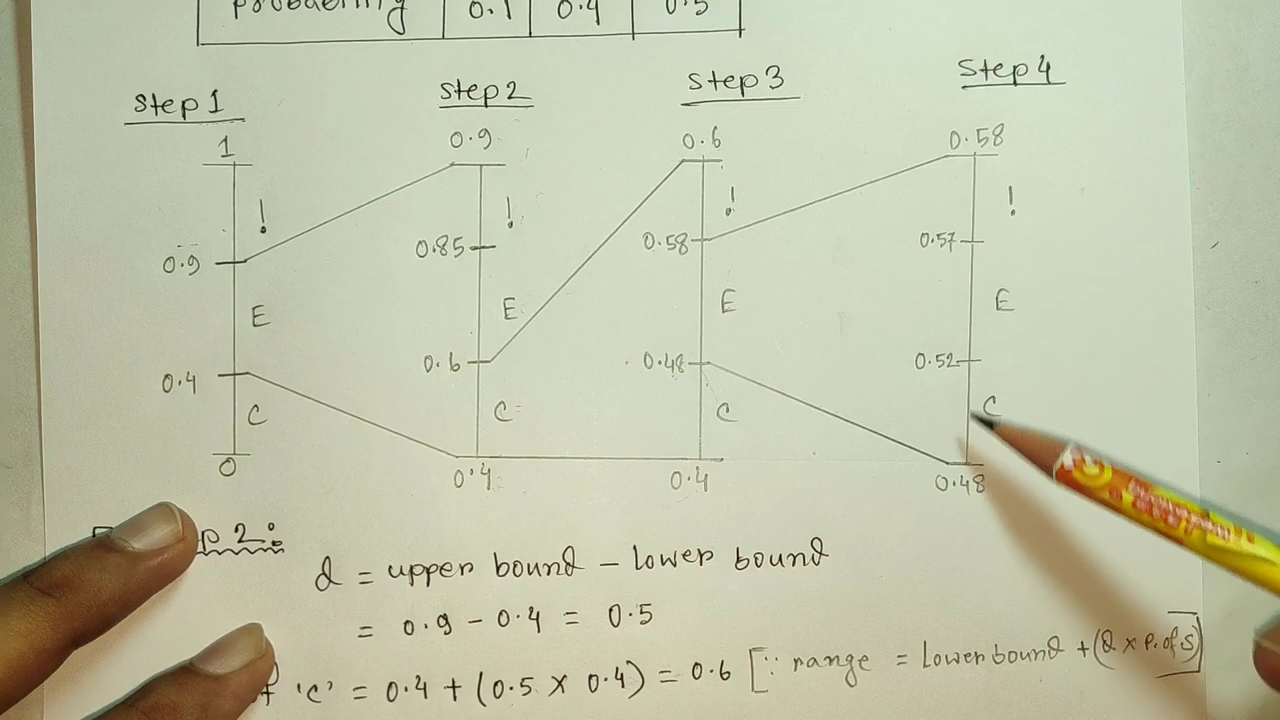 Probability 0.1 0.4 0.5
Step 1 Step 2 Step 3 Step 4
1 0.9 0.6 0.58
! ! ! !
0.9 0.85 0.58 0.57
E E E E
0.4 0.6 0.48 0.52
C C C C
0 0.4 0.4 0.48
p 2:
d = upper bound - lower bound
= 0.9 - 0.4 = 0.5
'C' = 0.4 + (0.5 × 0.4) = 0.6 [∵ range = Lower bound + (d × P. of S)]